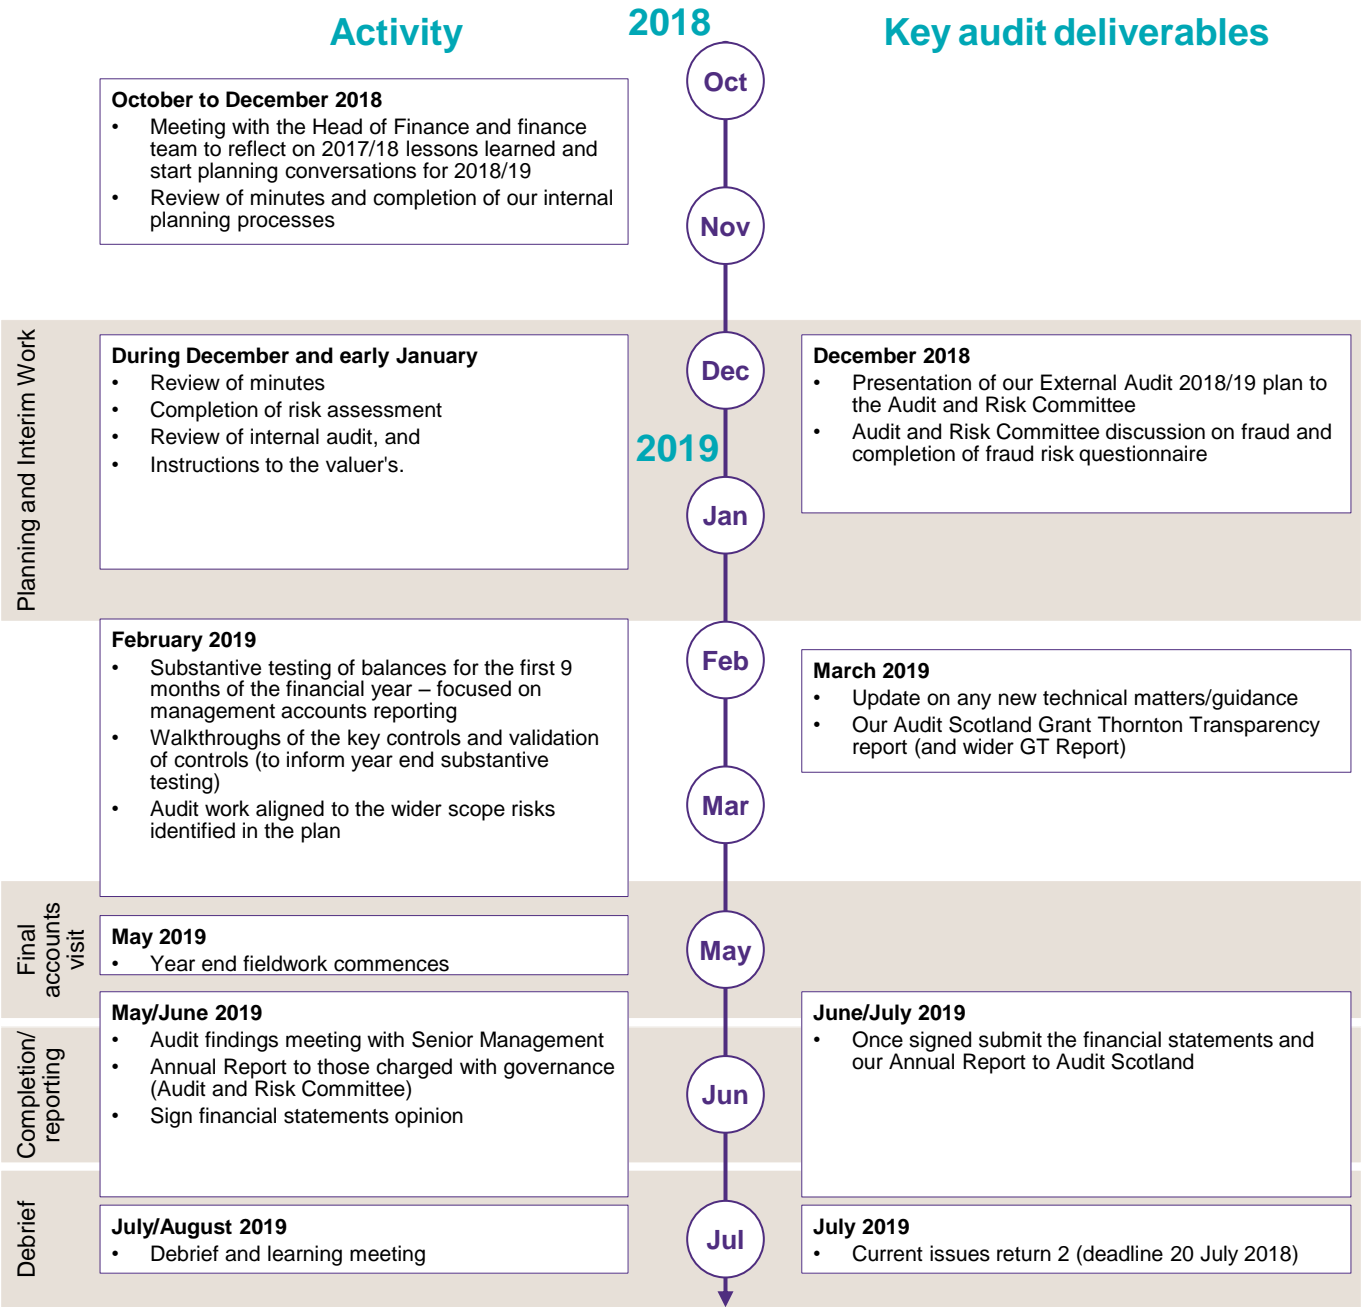 Activity
2018
Key audit deliverables
Oct
October to December 2018
• Meeting with the Head of Finance and finance
team to reflect on 2017/18 lessons learned and
start planning conversations for 2018/19
• Review of minutes and completion of our internal
planning processes
Nov
Planning and Interim Work
During December and early January
• Review of minutes
• Completion of risk assessment
• Review of internal audit, and
• Instructions to the valuer's.
Dec
2019
Jan
December 2018
• Presentation of our External Audit 2018/19 plan to
the Audit and Risk Committee
• Audit and Risk Committee discussion on fraud and
completion of fraud risk questionnaire
February 2019
• Substantive testing of balances for the first 9
months of the financial year – focused on
management accounts reporting
• Walkthroughs of the key controls and validation
of controls (to inform year end substantive
testing)
• Audit work aligned to the wider scope risks
identified in the plan
Feb
Mar
March 2019
• Update on any new technical matters/guidance
• Our Audit Scotland Grant Thornton Transparency
report (and wider GT Report)
Final
accounts
visit
May 2019
• Year end fieldwork commences
May
Completion/
reporting
May/June 2019
• Audit findings meeting with Senior Management
• Annual Report to those charged with governance
(Audit and Risk Committee)
• Sign financial statements opinion
Jun
June/July 2019
• Once signed submit the financial statements and
our Annual Report to Audit Scotland
Debrief
July/August 2019
• Debrief and learning meeting
Jul
July 2019
• Current issues return 2 (deadline 20 July 2018)